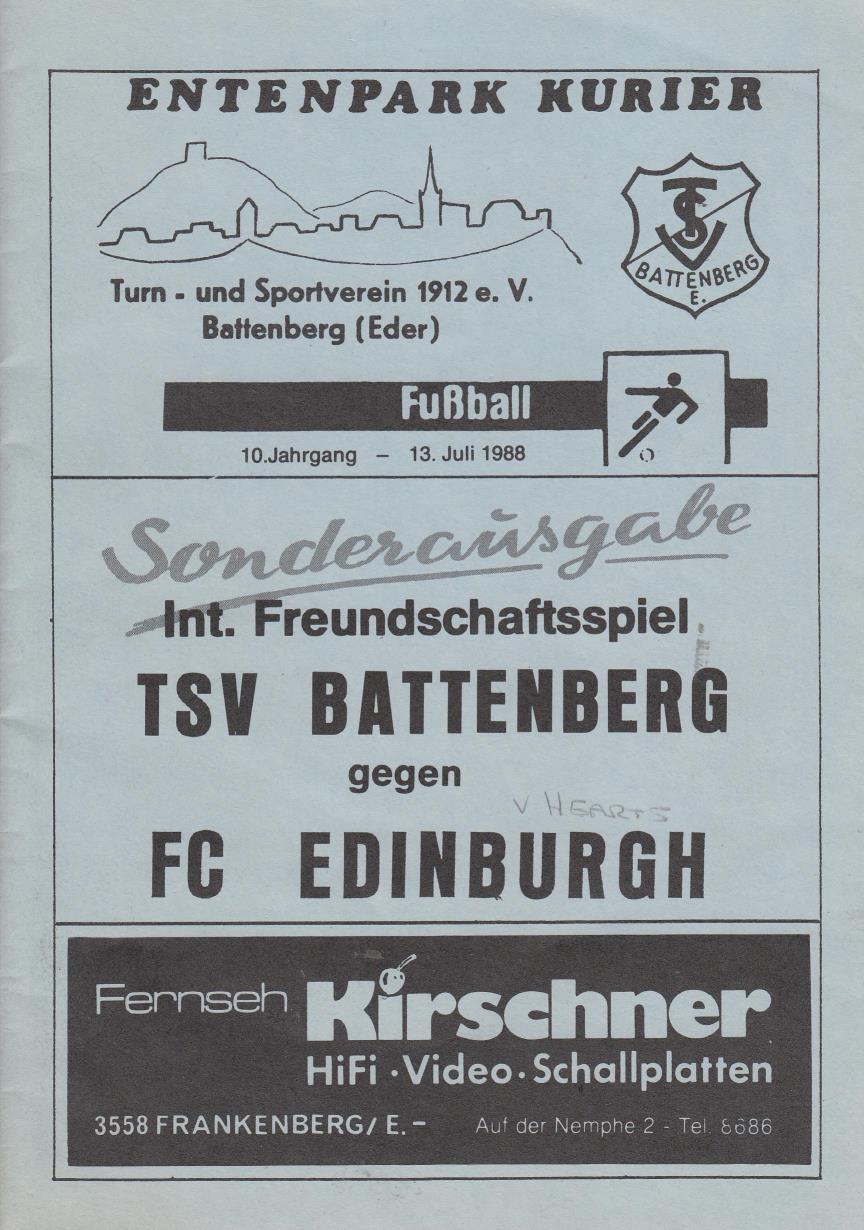 ENTENPARK KURIER
TSV
BATTENBERG
E.
Turn - und Sportverein 1912 e. V.
Battenberg (Eder)
Fußball
10.Jahrgang – 13. Juli 1988
Sonderausgabe
Int. Freundschaftsspiel
TSV BATTENBERG
gegen
V HEARTS
FC EDINBURGH
Fernseh Kirschner
HiFi · Video · Schallplatten
3558 FRANKENBERG/E.- Auf der Nemphe 2 - Tel. 8686